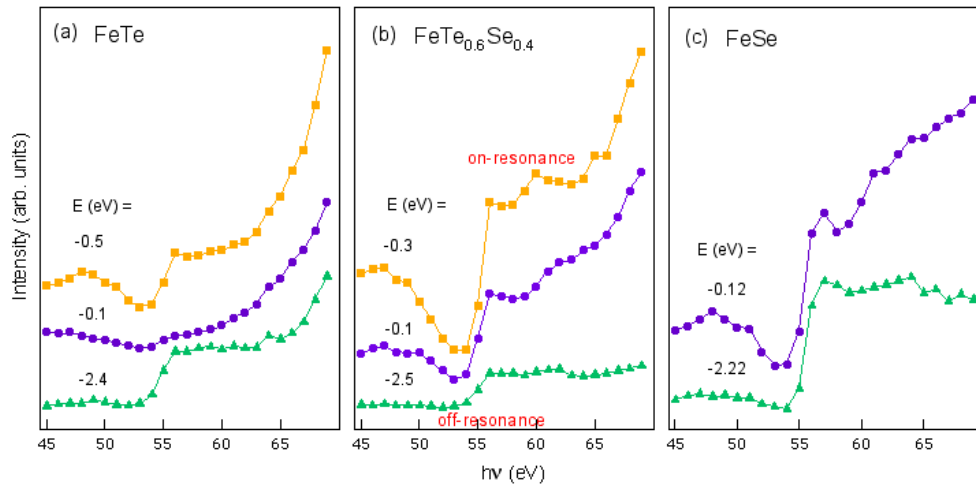 (a) FeTe
(b) FeTe0.6Se0.4
(c) FeSe
Intensity (arb. units)
E (eV) =
-0.5
-0.1
-2.4
on-resonance
E (eV) =
-0.3
-0.1
-2.5
off-resonance
E (eV) =
-0.12
-2.22
45 50 55 60 65
45 50 55 60 65
45 50 55 60 65
hν (eV)